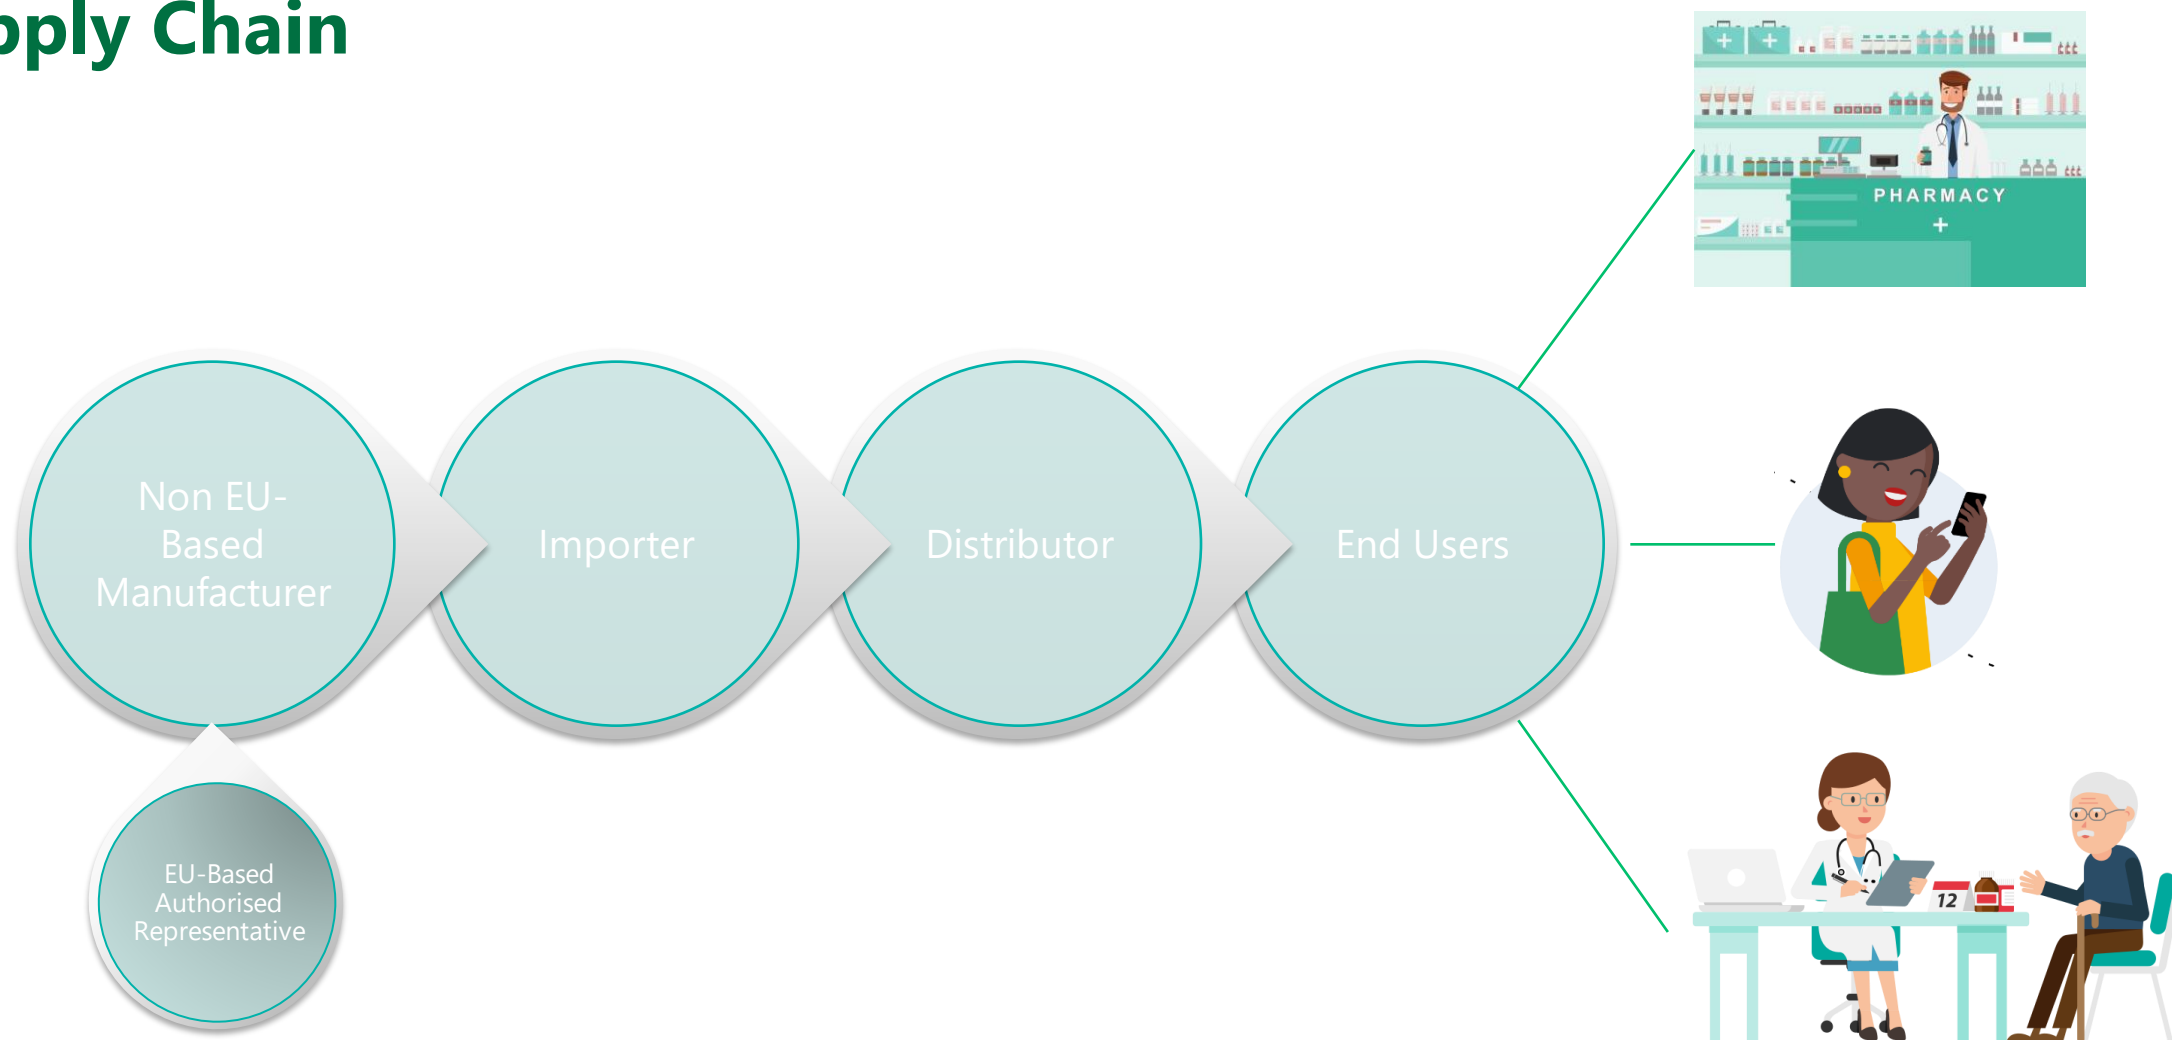 pply Chain
PHARMACY
Non EU-
Based
Manufacturer
Importer
Distributor
End Users
EU-Based
Authorised
Representative
12